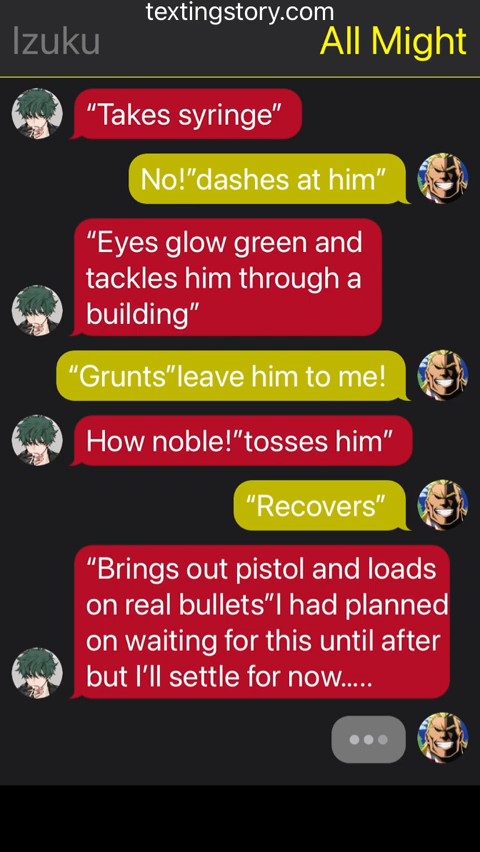 textingstory.com
Izuku
All Might
“Takes syringe”
No!”dashes at him”
“Eyes glow green and
tackles him through a
building”
“Grunts”leave him to me!
How noble!”tosses him”
“Recovers”
“Brings out pistol and loads
on real bullets”I had planned
on waiting for this until after
but I’ll settle for now…..